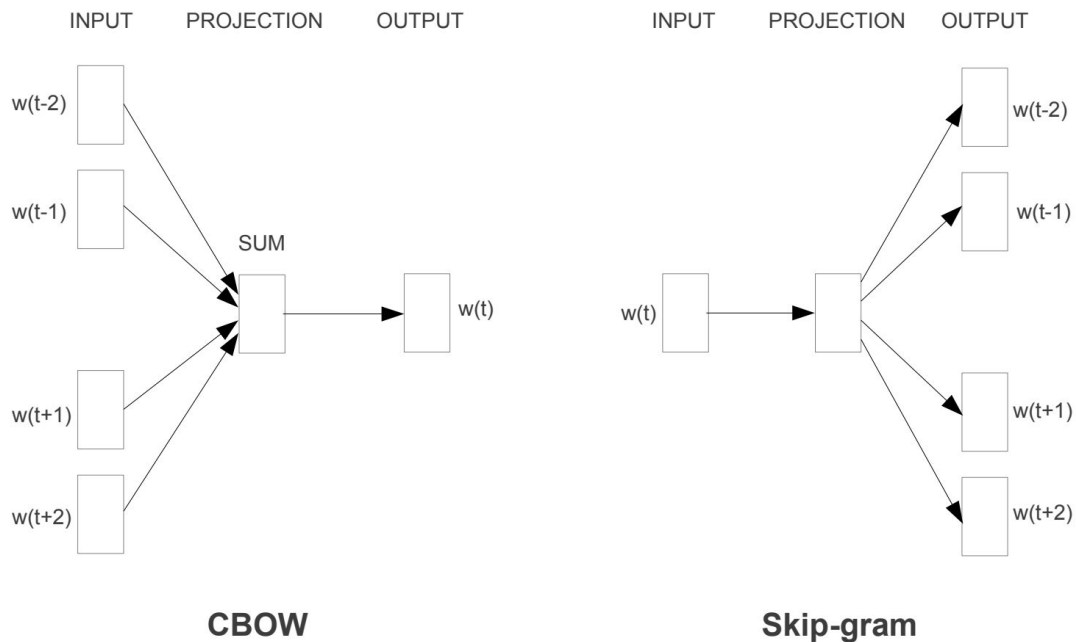 INPUT PROJECTION OUTPUT
w(t-2)
w(t-1)
SUM
w(t)
w(t+1)
w(t+2)
CBOW
INPUT PROJECTION OUTPUT
w(t-2)
w(t-1)
w(t)
w(t+1)
w(t+2)
Skip-gram